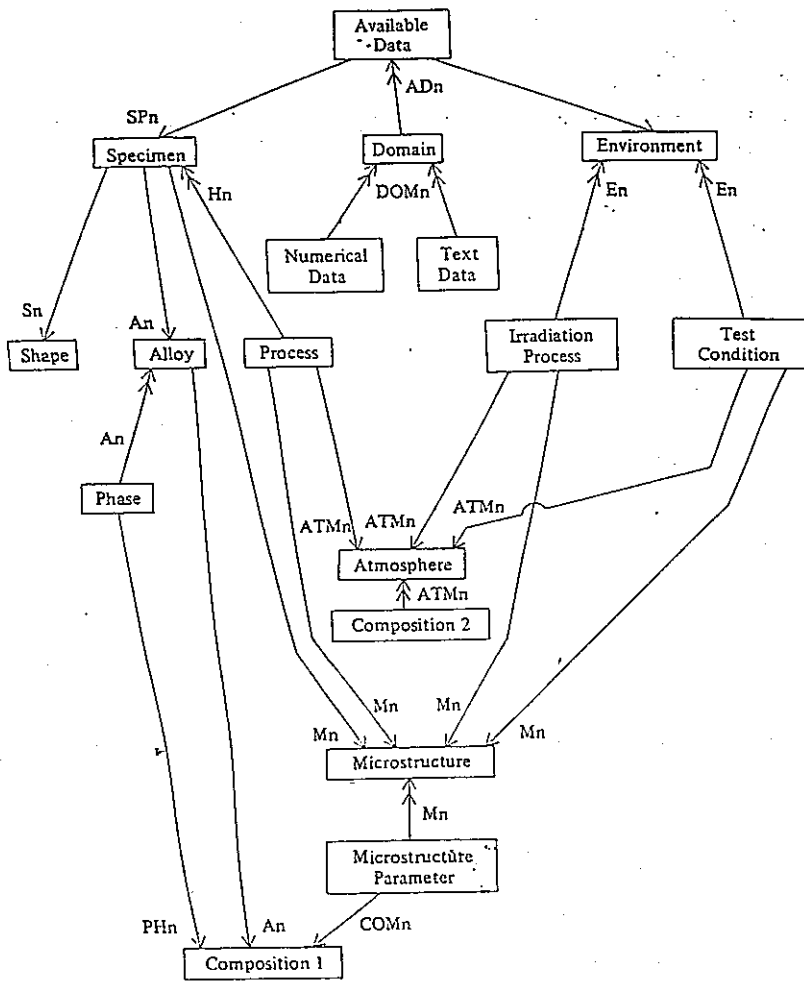 Available
Data
ADn
SPn
Specimen
Domain
Environment
Hn
DOMn
En
En
Numerical
Data
Text
Data
Sn
An
Shape
Alloy
Process
Irradiation
Process
Test
Condition
An
Phase
ATMn
ATMn
ATMn
Atmosphere
ATMn
Composition 2
Mn
Mn
Mn
Mn
Microstructure
Mn
Microstructure
Parameter
PHn
An
COMn
Composition 1